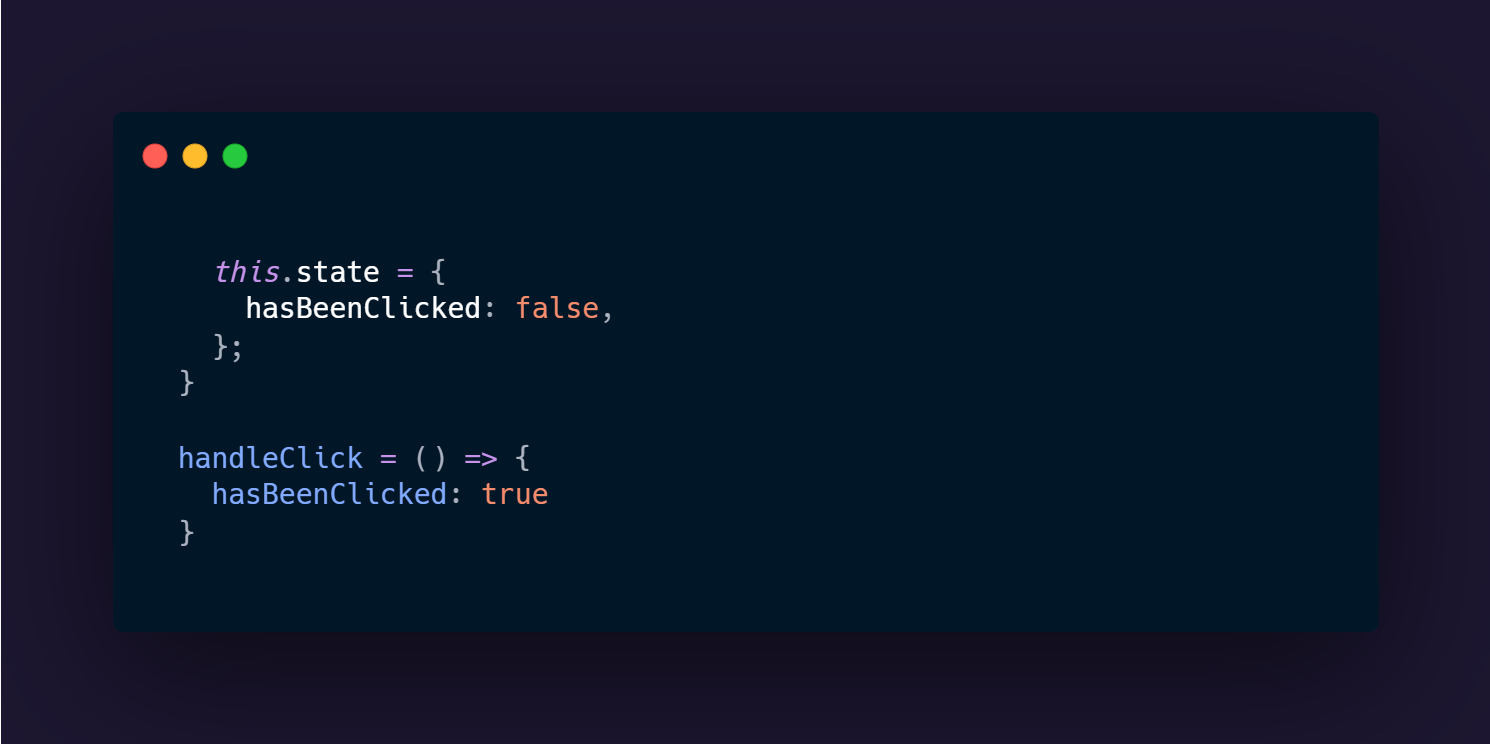 this.state = {
hasBeenClicked: false,
};
}
handleClick = () => {
hasBeenClicked: true
}